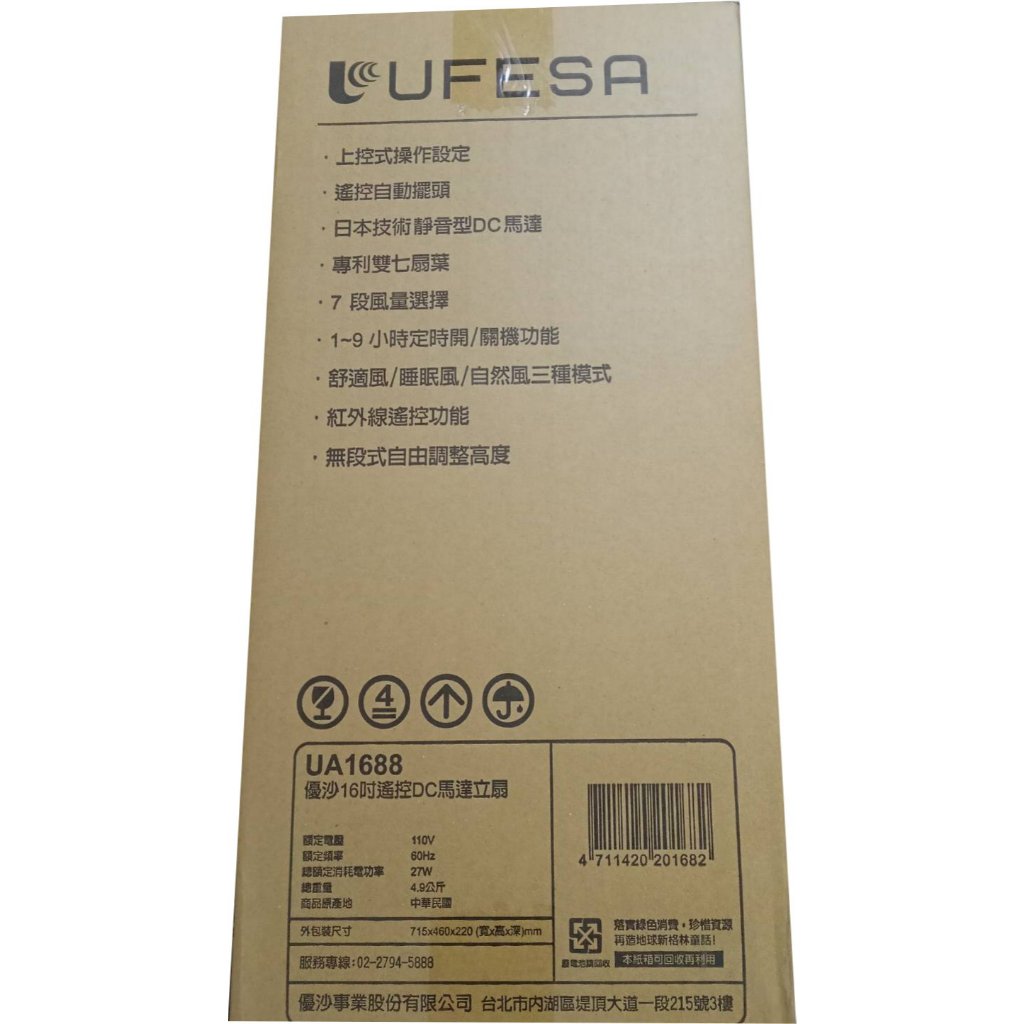 UFESA
·上控式操作設定
·遙控自動擺頭
·日本技術靜音型DC馬達
·專利雙七扇葉
·7 段風量選擇
·1~9 小時定時開/關機功能
·舒適風/睡眠風/自然風三種模式
·紅外線遙控功能
·無段式自由調整高度
4
UA1688
優沙16吋遙控DC馬達立扇
額定電壓 110V
額定頻率 60Hz
總額定消耗電功率 27W
總重量 4.9公斤
商品原產地 中華民國
外包裝尺寸 715x460x220 (寬x高x深)mm
服務專線:02-2794-5888
4 711420 201682
落實綠色消費,珍惜資源
再造地球新格林童話!
廢電池請回收
本紙箱可回收再利用
優沙事業股份有限公司 台北市內湖區堤頂大道一段215號3樓